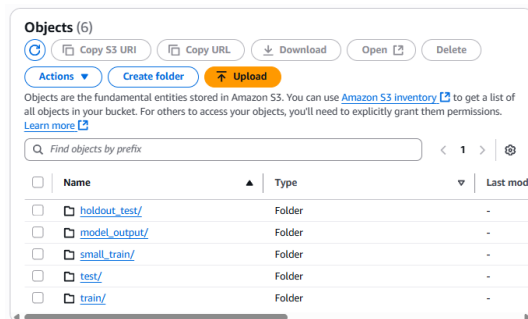 Objects (6)
Copy S3 URI Copy URL Download Open Delete
Actions Create folder Upload
Objects are the fundamental entities stored in Amazon S3. You can use Amazon S3 inventory to get a list of
all objects in your bucket. For others to access your objects, you'll need to explicitly grant them permissions.
Learn more
Find objects by prefix 1
Name Type Last mod
holdout_test/ Folder -
model_output/ Folder -
small_train/ Folder -
test/ Folder -
train/ Folder -